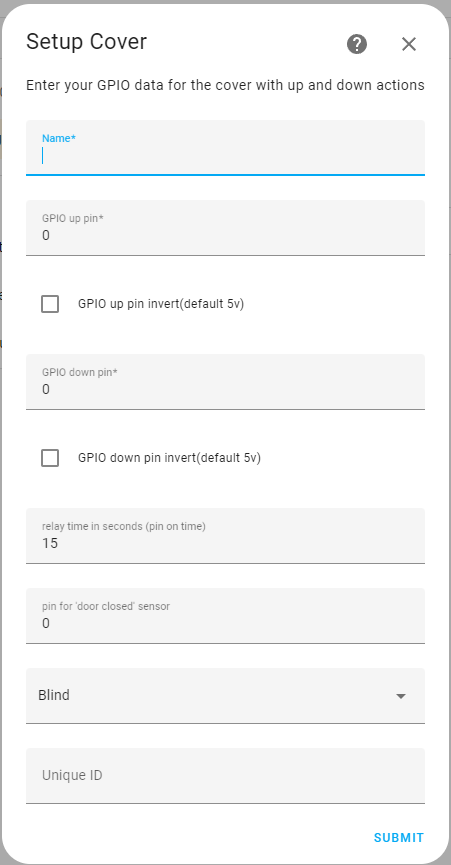 Setup Cover
Enter your GPIO data for the cover with up and down actions
Name*
GPIO up pin*
0
GPIO up pin invert(default 5v)
GPIO down pin*
0
GPIO down pin invert(default 5v)
relay time in seconds (pin on time)
15
pin for 'door closed' sensor
0
Blind
Unique ID
SUBMIT